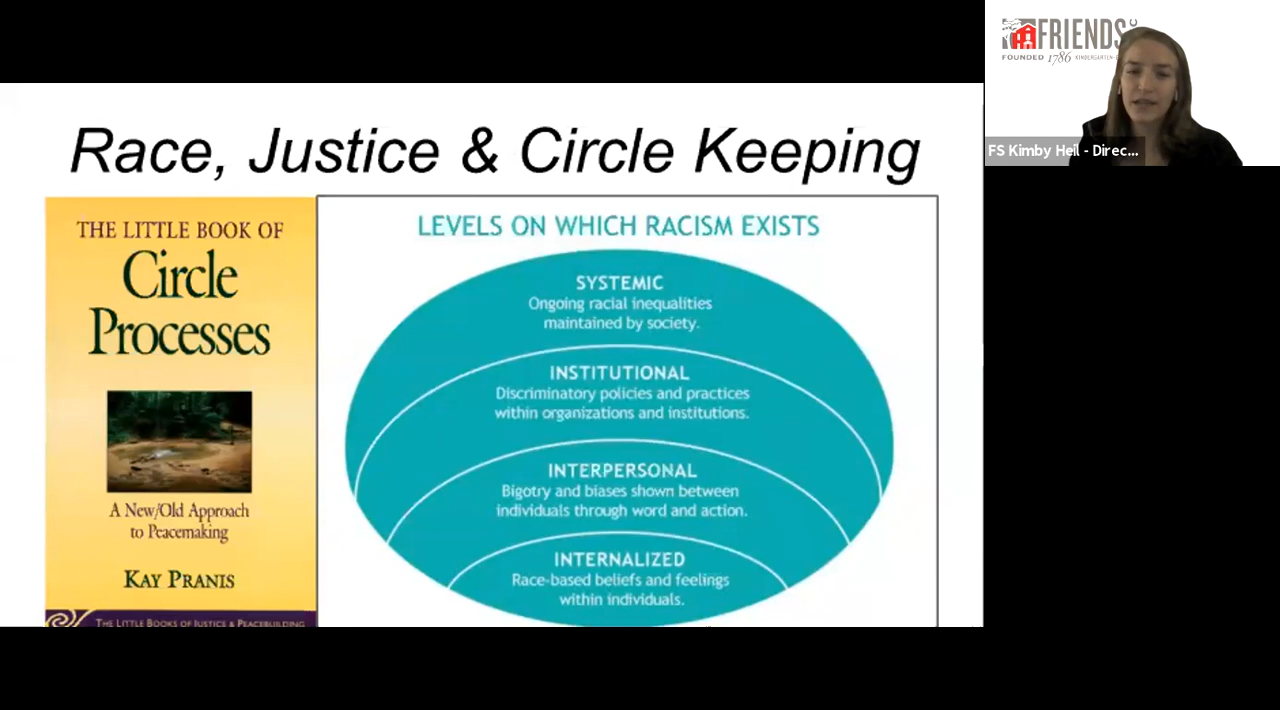 Race, Justice & Circle Keeping
THE LITTLE BOOK OF
Circle
Processes
A New/Old Approach
to Peacemaking
KAY PRANIS
THE LITTLE BOOKS OF JUSTICE & PEACEBUILDING
LEVELS ON WHICH RACISM EXISTS
SYSTEMIC
Ongoing racial inequalities
maintained by society.
INSTITUTIONAL
Discriminatory policies and practices
within organizations and institutions.
INTERPERSONAL
Bigotry and biases shown between
individuals through word and action.
INTERNALIZED
Race-based beliefs and feelings
within individuals.
FRIENDS
FOUNDED 1786
FS Kimby Heil - Direc...